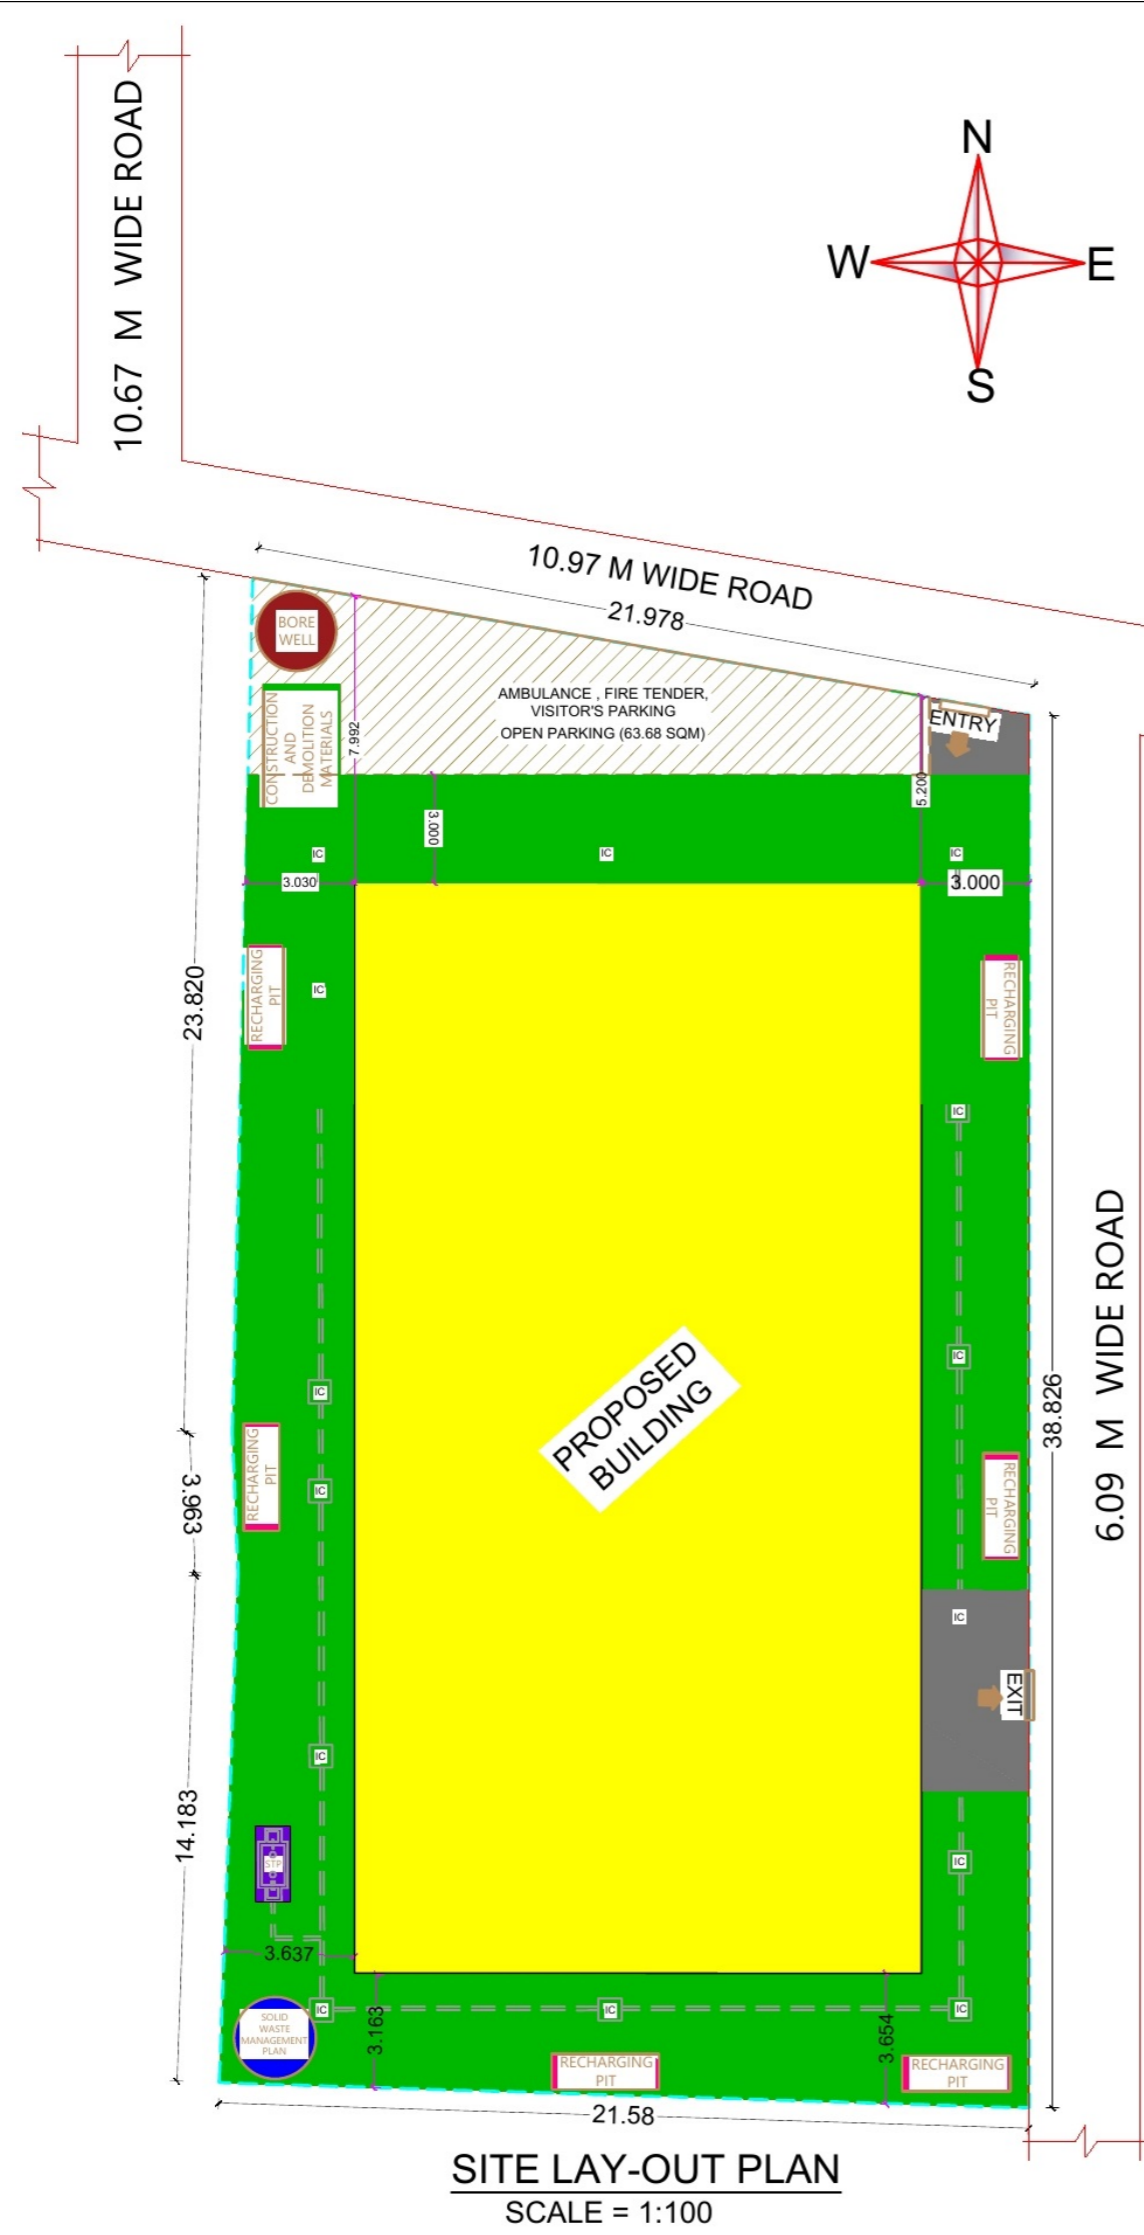 10.67 M WIDE ROAD
N
W
E
S
10.97 M WIDE ROAD
21.978
BORE
WELL
CONSTRUCTION
AND
DEMOLITION
MATERIALS
7.992
AMBULANCE , FIRE TENDER,
VISITOR'S PARKING
OPEN PARKING (63.68 SQM)
ENTRY
5.200
3.000
IC
IC
IC
3.030
3.000
23.820
RECHARGING
PIT
IC
RECHARGING
PIT
IC
IC
IC
3.963
RECHARGING
PIT
IC
PROPOSED
BUILDING
RECHARGING
PIT
38.826
6.09 M WIDE ROAD
IC
EXIT
IC
14.183
STP
IC
3.637
SOLID
WASTE
MANAGEMENT
PLAN
IC
IC
IC
3.163
3.654
RECHARGING
PIT
RECHARGING
PIT
21.58
SITE LAY-OUT PLAN
SCALE = 1:100